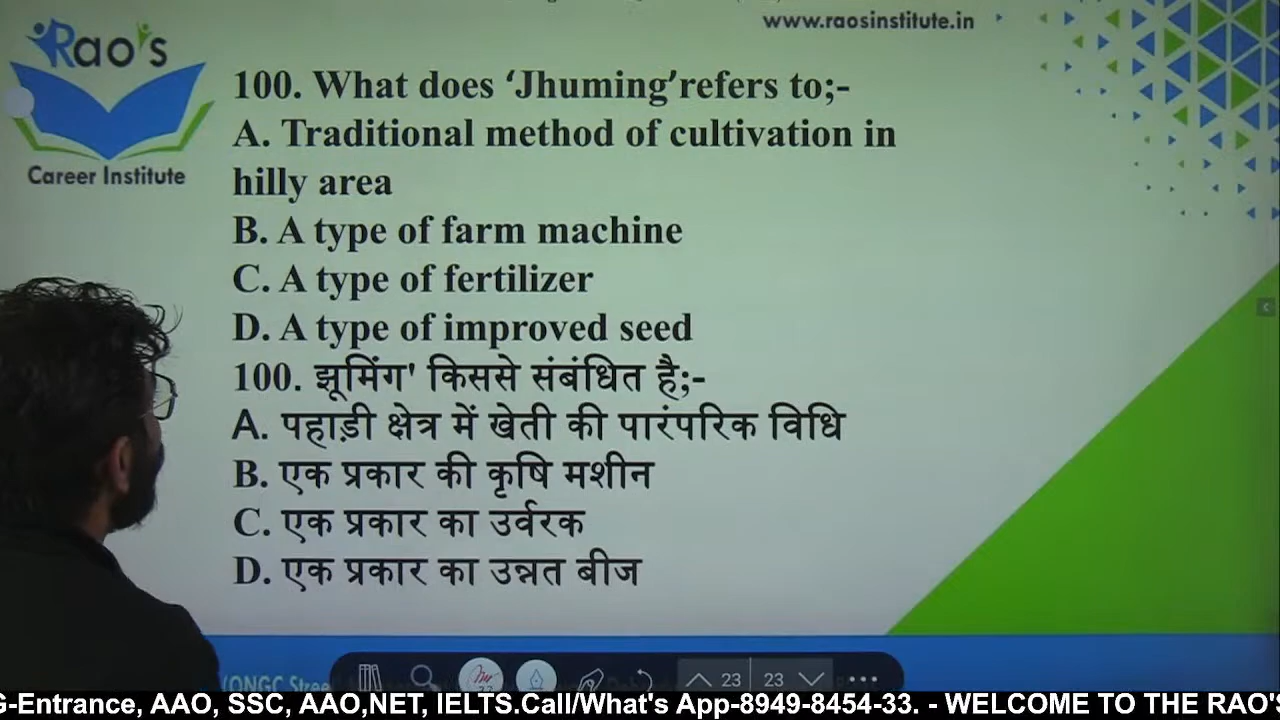 www.raosinstitute.in
Rao's
Career Institute
100. What does ‘Jhuming’refers to;-
A. Traditional method of cultivation in
hilly area
B. A type of farm machine
C. A type of fertilizer
D. A type of improved seed
100. झूमिंग' किससे संबंधित है;-
A. पहाड़ी क्षेत्र में खेती की पारंपरिक विधि
B. एक प्रकार की कृषि मशीन
C. एक प्रकार का उर्वरक
D. एक प्रकार का उन्नत बीज
(ONGC
23 23
G-Entrance, AAO, SSC, AAO,NET, IELTS.Call/What's App-8949-8454-33. - WELCOME TO THE RAO'S